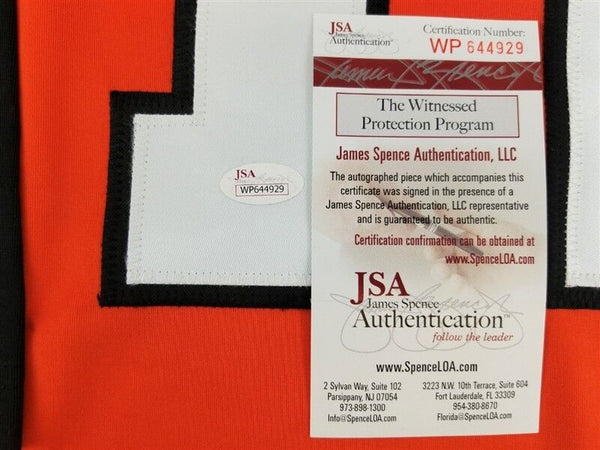 JSA
James Spence
Authentication™
Certification Number:
WP 644929
The Witnessed
Protection Program
James Spence Authentication, LLC
The autographed piece which accompanies this
certificate was signed in the presence of a
James Spence Authentication, LLC representative
and is guaranteed to be authentic.
Certification confirmation can be obtained at
www.SpenceLOA.com
JSA
James Spence
Authentication™
follow the leader
www.SpenceLOA.com
2 Sylvan Way, Suite 102
Parsippany, NJ 07054
973-898-1300
Info@SpenceLOA.com
3223 N.W. 10th Terrace, Suite 604
Fort Lauderdale, FL 33309
954-380-8670
Florida@SpenceLOA.com
JSA
WP644929